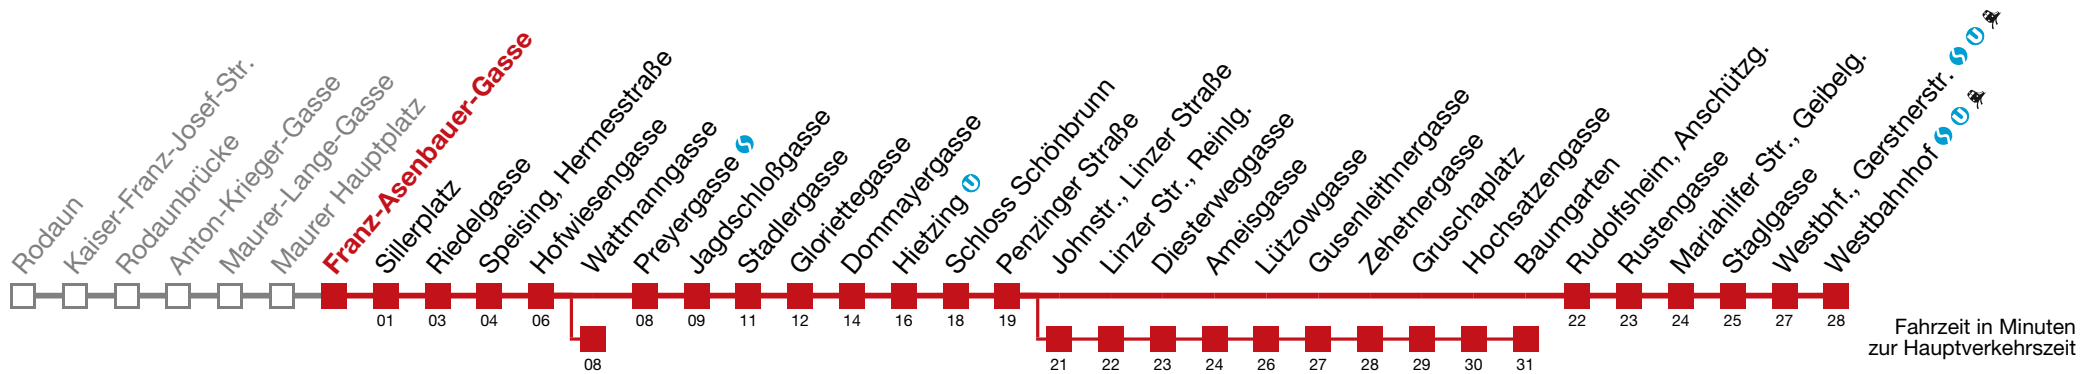 Rodaun
Kaiser-Franz-Josef-Str.
Rodaunbrücke
Anton-Krieger-Gasse
Maurer-Lange-Gasse
Maurer Hauptplatz
Franz-Asenbauer-Gasse
Sillerplatz
Riedelgasse
Speising, Hermesstraße
Hofwiesengasse
Wattmanngasse
Preyergasse
Jagdschloßgasse
Stadlergasse
Gloriettegasse
Dommayergasse
Hietzing U
Schloss Schönbrunn
Penzinger Straße
Johnstr., Linzer Straße
Linzer Str., Reinlg.
Diesterweggasse
Ameisgasse
Lützowgasse
Gusenleithnergasse
Zehetnergasse
Gruschaplatz
Hochsatzengasse
Baumgarten
Rudolfsheim, Anschützg.
Rustengasse
Mariahilfer Str., Geibelg.
Staglgasse
Westbhf., Gerstnerstr. U
Westbahnhof U
01 03 04 06 08 09 11 12 14 16 18 19 22 23 24 25 27 28
08 21 22 23 24 26 27 28 29 30 31
Fahrzeit in Minuten
zur Hauptverkehrszeit